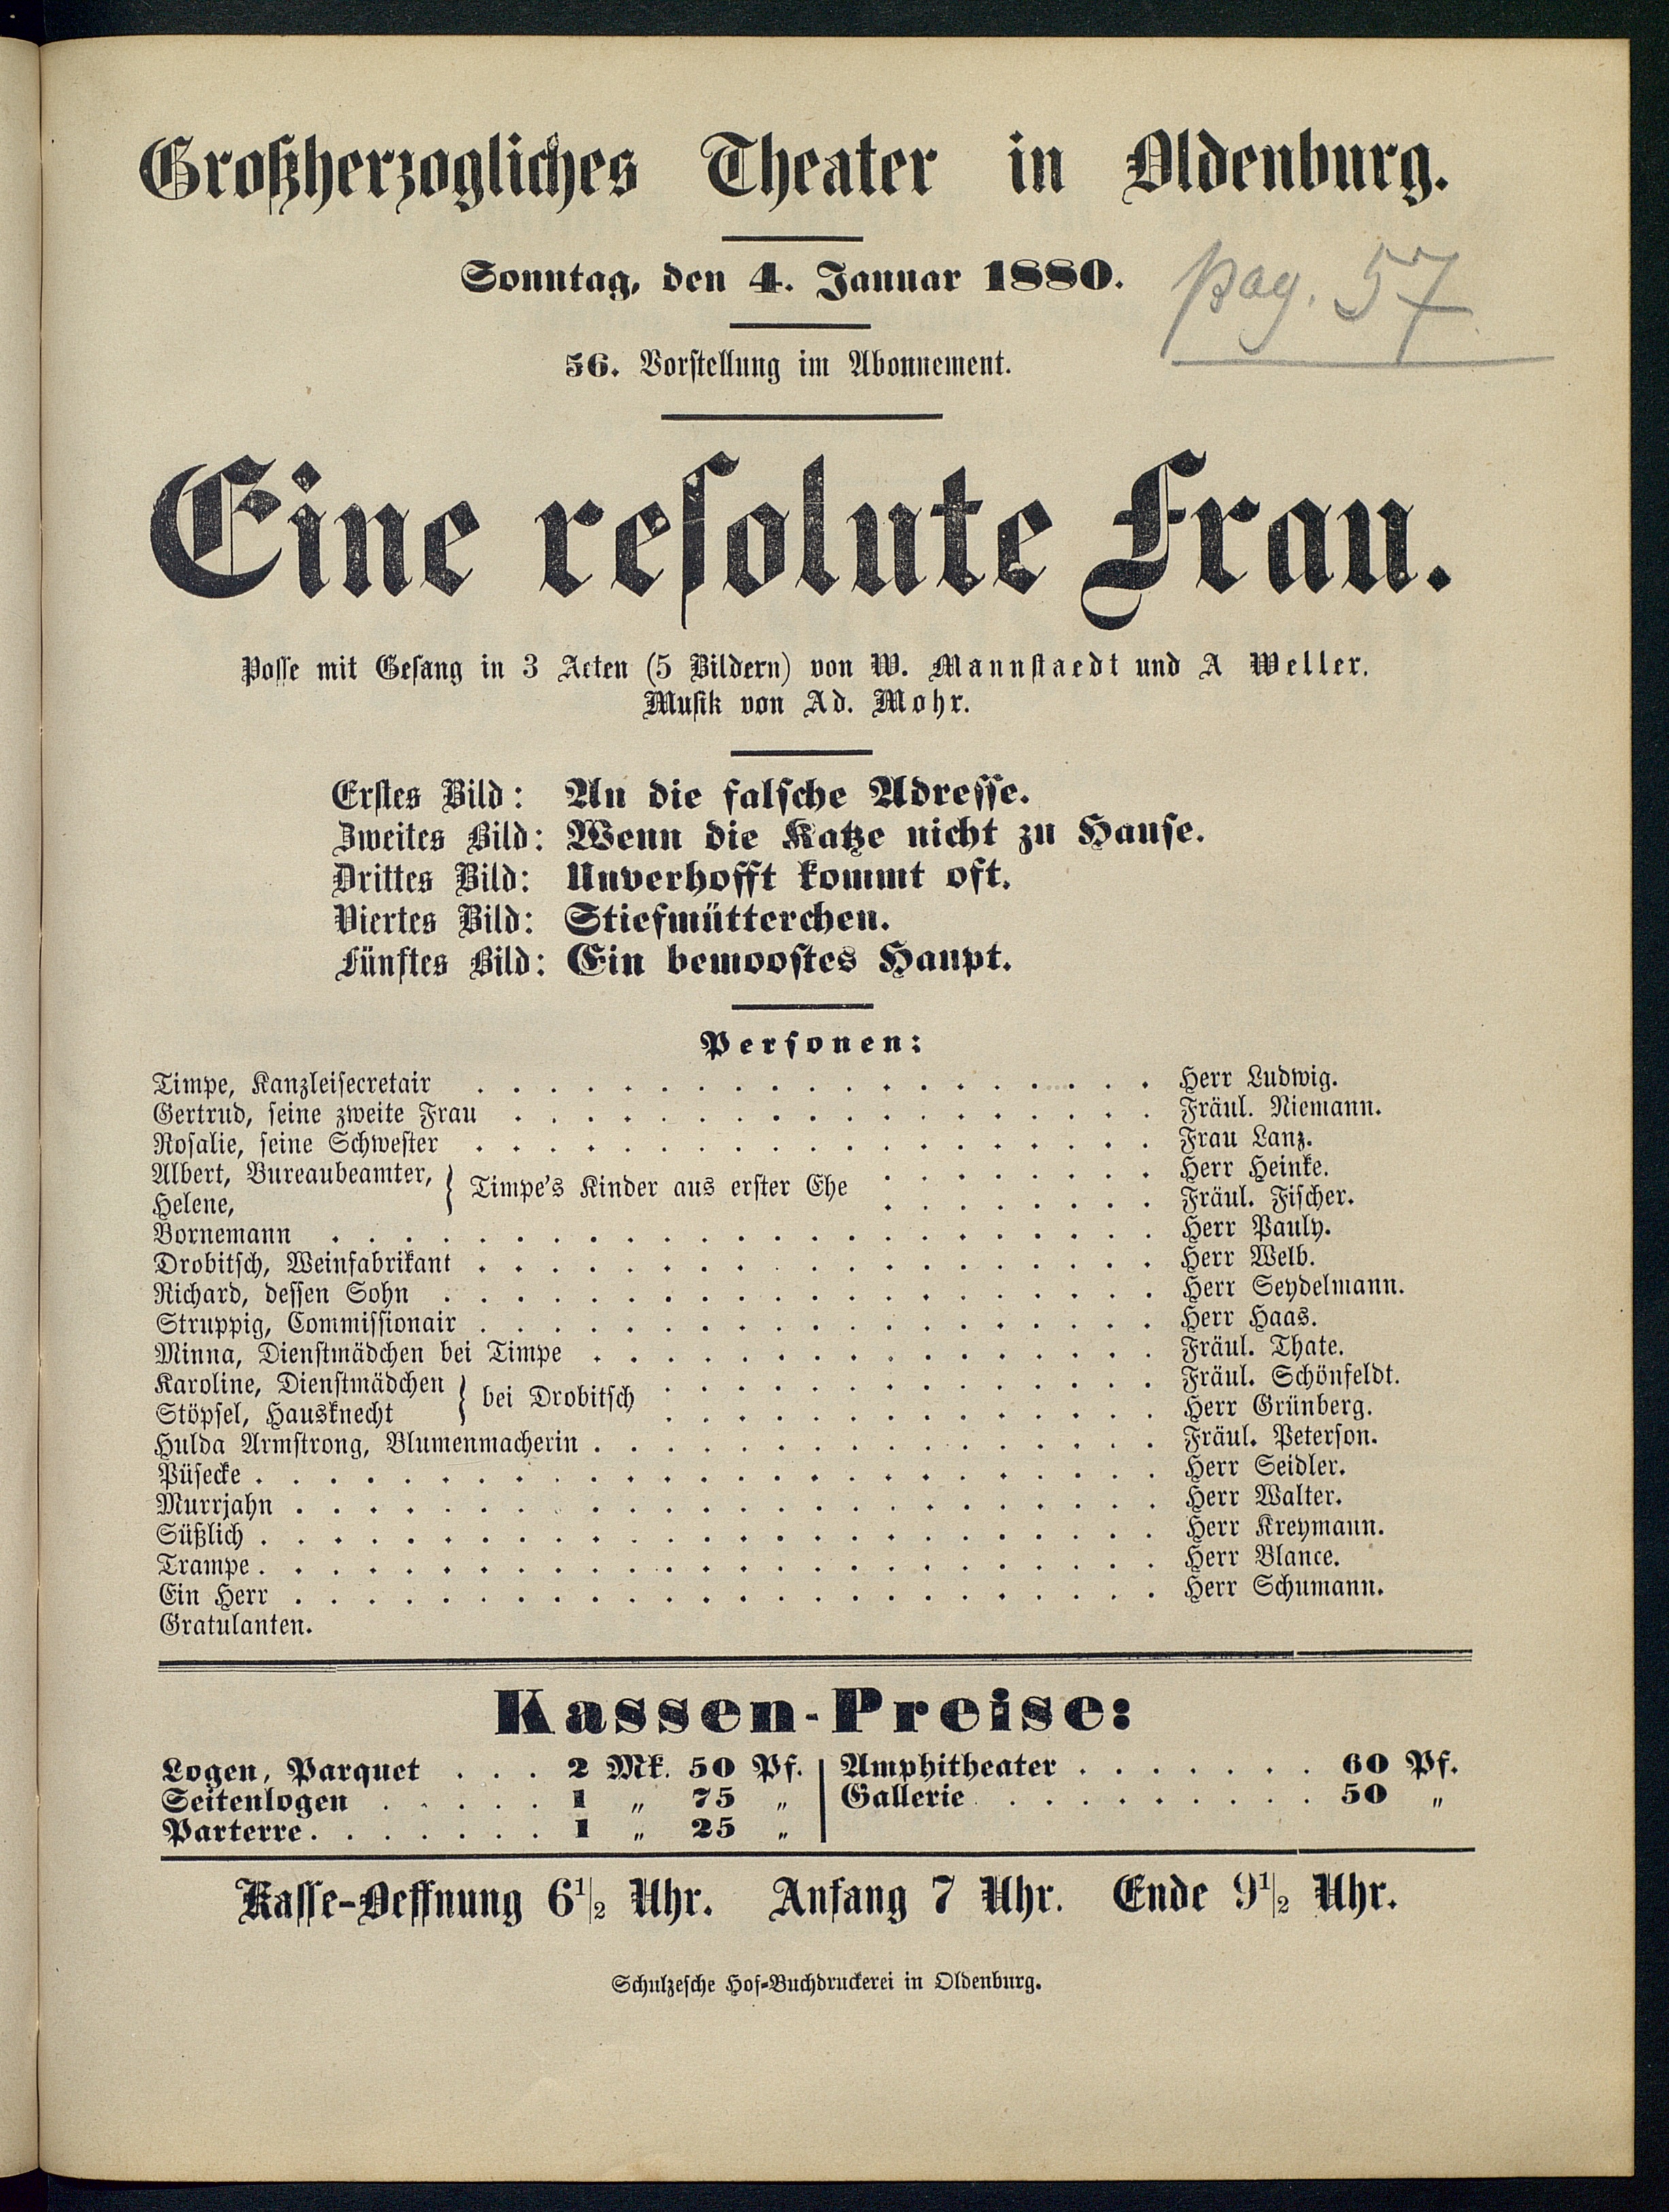 Großherzogliches Theater in Oldenburg.
Sonntag, den 4. Januar 1880.
pag. 57
56. Vorstellung im Abonnement.
Eine resolute Frau.
Posse mit Gesang in 3 Acten (5 Bildern) von W. Mannstaedt und A Weller.
Musik von Ad. Mohr.
Erstes Bild: An die falsche Adresse.
Zweites Bild: Wenn die Katze nicht zu Hause.
Drittes Bild: Unverhofft kommt oft.
Viertes Bild: Stiefmütterchen.
Fünftes Bild: Ein bemoostes Haupt.
Personen:
Timpe, Kanzleisecretair . . . . . . . . . . Herr Ludwig.
Gertrud, seine zweite Frau . . . . . . . . . . Fräul. Niemann.
Rosalie, seine Schwester . . . . . . . . . . Frau Lanz.
Albert, Bureaubeamter, } Timpe's Kinder aus erster Ehe . . . . . . . . Herr Heinke.
Helene, . . . . . . . . Fräul. Fischer.
Bornemann . . . . . . . . . . Herr Pauly.
Drobitsch, Weinfabrikant . . . . . . . . . . Herr Welb.
Richard, dessen Sohn . . . . . . . . . . Herr Seydelmann.
Struppig, Commissionair . . . . . . . . . . Herr Haas.
Minna, Dienstmädchen bei Timpe . . . . . . . . . . Fräul. Thate.
Karoline, Dienstmädchen } bei Drobitsch . . . . . . . . . . Fräul. Schönfeldt.
Stöpsel, Hausknecht . . . . . . . . . . Herr Grünberg.
Hulda Armstrong, Blumenmacherin . . . . . . . . . . Fräul. Peterson.
Püsecke . . . . . . . . . . Herr Seidler.
Murrjahn . . . . . . . . . . Herr Walter.
Süßlich . . . . . . . . . . Herr Kreymann.
Trampe . . . . . . . . . . Herr Blance.
Ein Herr . . . . . . . . . . Herr Schumann.
Gratulanten.
Kassen-Preise:
Logen, Parquet . . . 2 Mk. 50 Pf.
Seitenlogen . . . . . 1 „ 75 „
Parterre . . . . . . . 1 „ 25 „
Amphitheater . . . . . . . 60 Pf.
Gallerie . . . . . . . . . 50 „
Kasse-Oeffnung 6½ Uhr. Anfang 7 Uhr. Ende 9½ Uhr.
Schulzesche Hof-Buchdruckerei in Oldenburg.